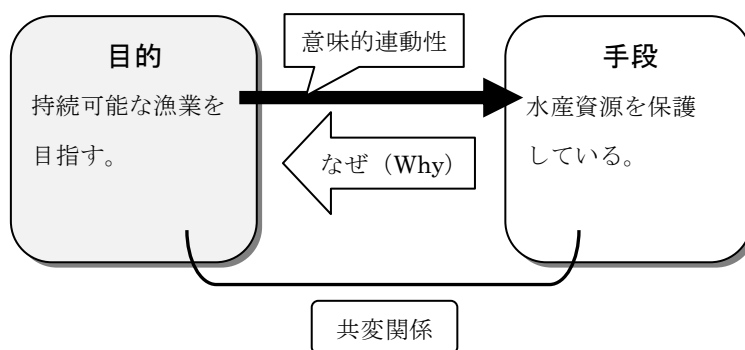 目的
持続可能な漁業を
目指す。
意味的連動性
なぜ（Why）
手段
水産資源を保護
している。
共変関係